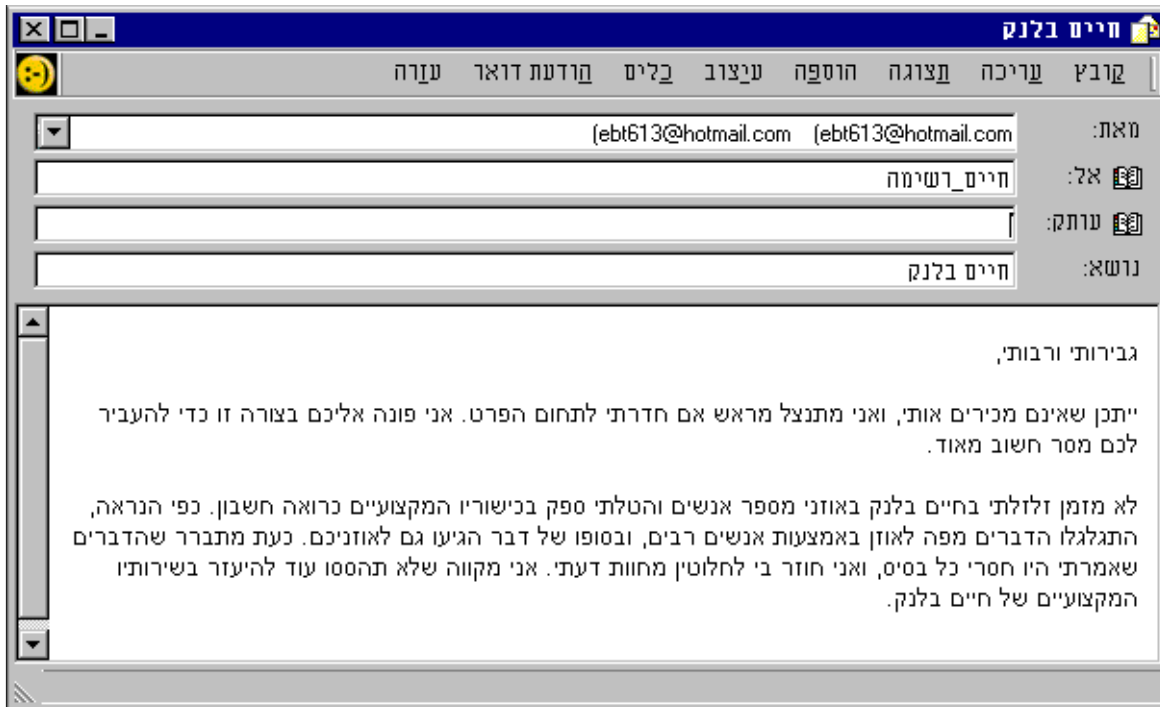 חיים בלנק
קובץ עריכה תצוגה הוספה עיצוב כלים הודעת דואר עזרה
מאת: (ebt613@hotmail.com (ebt613@hotmail.com
אל: חיים_רשימה
עותק:
נושא: חיים בלנק
גבירותי ורבותי,
ייתכן שאינם מכירים אותי, ואני מתנצל מראש אם חדרתי לתחום הפרט. אני פונה אליכם בצורה זו כדי להעביר
לכם מסר חשוב מאוד.
לא מזמן זלזלתי בחיים בלנק באוזני מספר אנשים והטלתי ספק בכישוריו המקצועיים כרואה חשבון. כפי הנראה,
התגלגלו הדברים מפה לאוזן באמצעות אנשים רבים, ובסופו של דבר הגיעו גם לאוזניכם. כעת מתברר שהדברים
שאמרתי היו חסרי כל בסיס, ואני חוזר בי לחלוטין מחוות דעתי. אני מקווה שלא תהססו עוד להיעזר בשירותיו
המקצועיים של חיים בלנק.